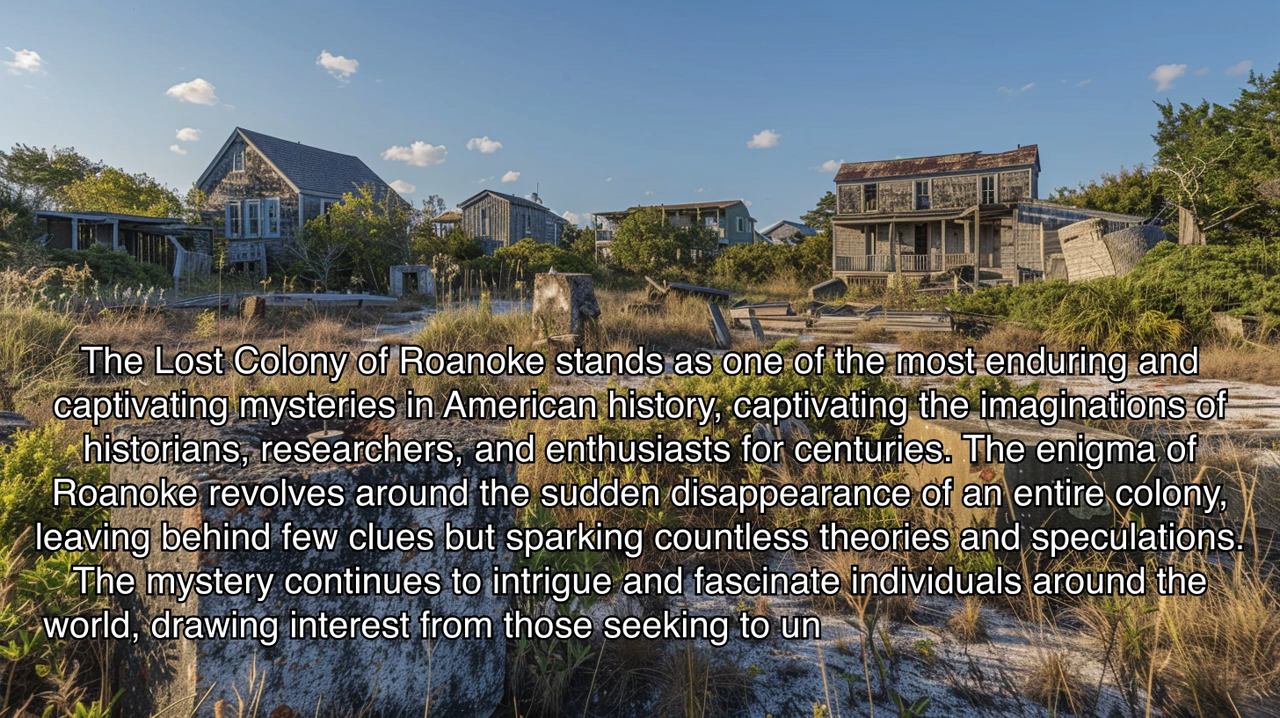 The Lost Colony of Roanoke stands as one of the most enduring and
captivating mysteries in American history, captivating the imaginations of
historians, researchers, and enthusiasts for centuries. The enigma of
Roanoke revolves around the sudden disappearance of an entire colony,
leaving behind few clues but sparking countless theories and speculations.
The mystery continues to intrigue and fascinate individuals around the
world, drawing interest from those seeking to un